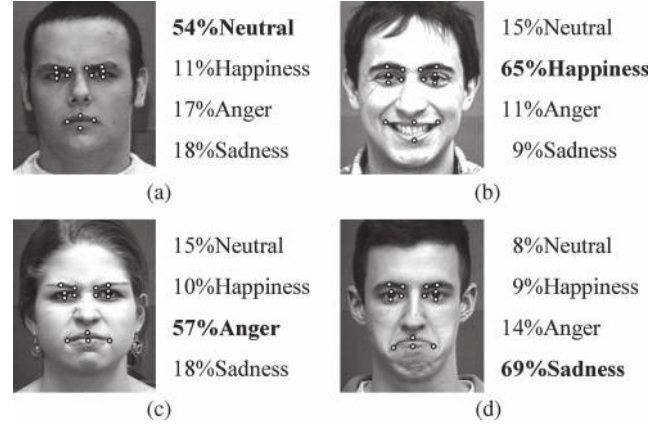 54%Neutral
11%Happiness
17%Anger
18%Sadness
(a)
15%Neutral
65%Happiness
11%Anger
9%Sadness
(b)
15%Neutral
10%Happiness
57%Anger
18%Sadness
(c)
8%Neutral
9%Happiness
14%Anger
69%Sadness
(d)